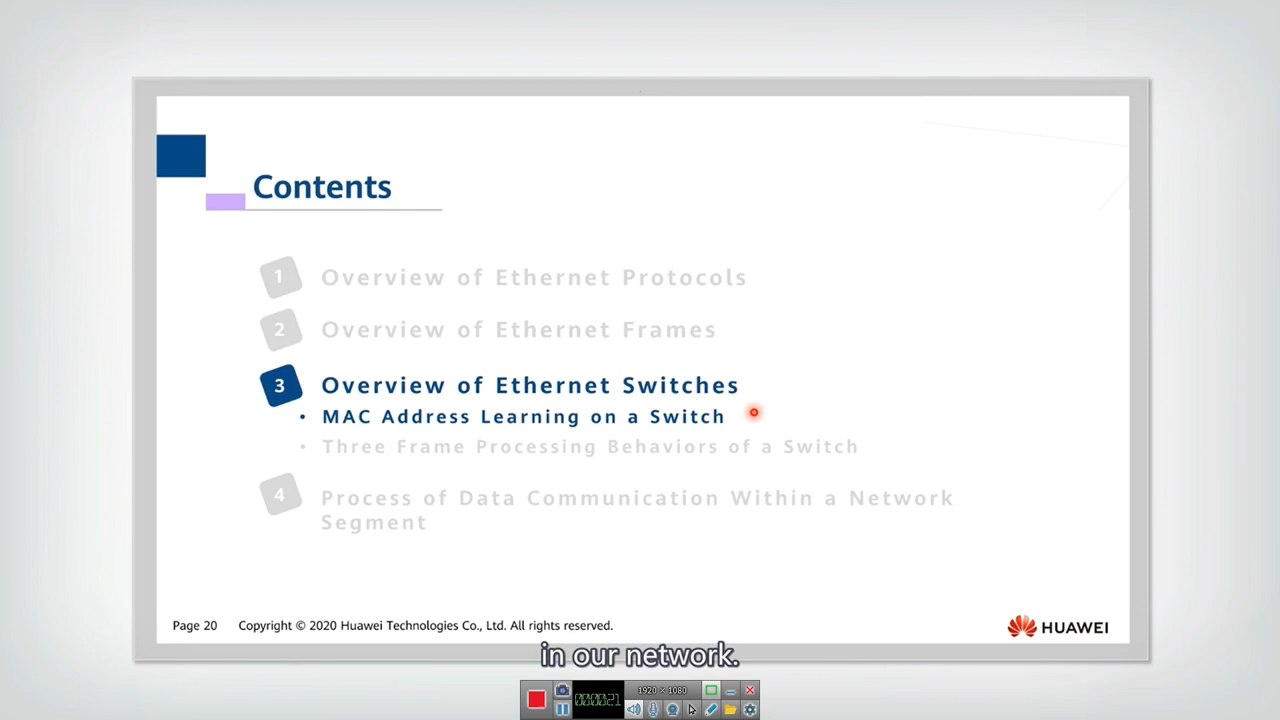 Contents
1 Overview of Ethernet Protocols
2 Overview of Ethernet Frames
3 Overview of Ethernet Switches
• MAC Address Learning on a Switch
• Three Frame Processing Behaviors of a Switch
4 Process of Data Communication Within a Network
Segment
Page 20 Copyright © 2020 Huawei Technologies Co., Ltd. All rights reserved.
HUAWEI
in our network.
1920 × 1080
000021